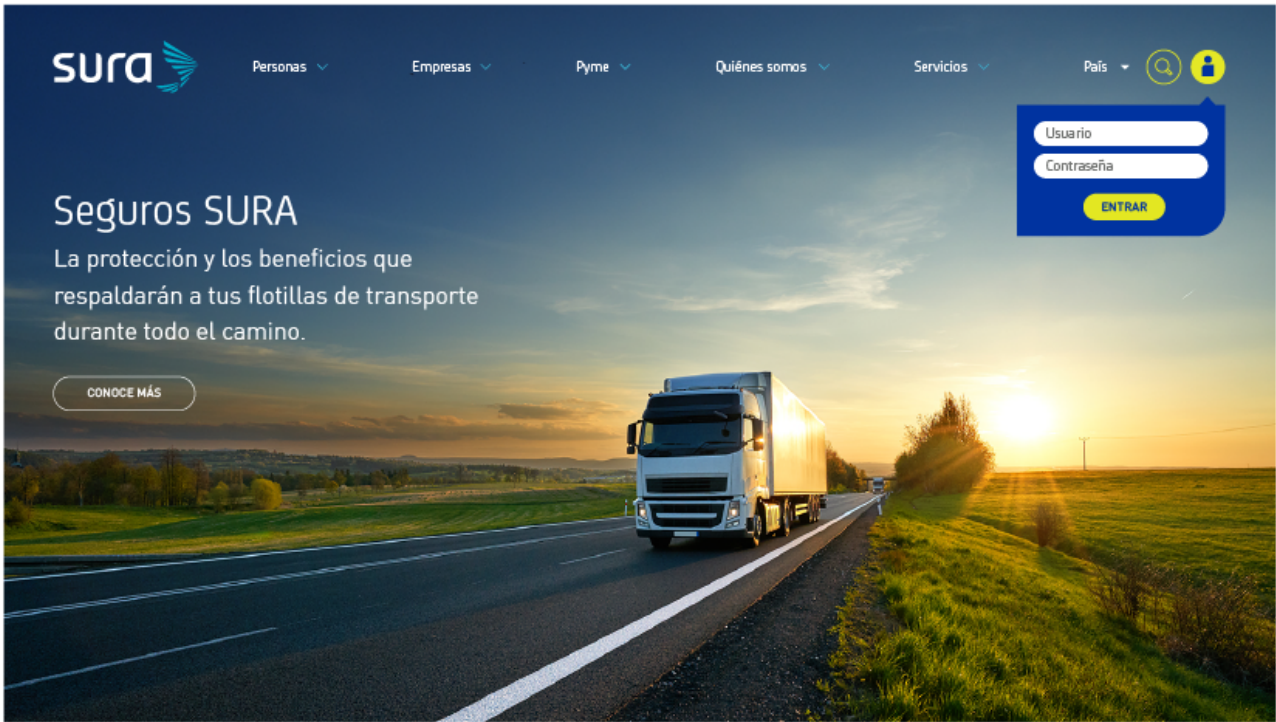 sura
Personas
Empresas
Pyme
Quiénes somos
Servicios
País
Usuario
Contraseña
ENTRAR
Seguros SURA
La protección y los beneficios que
respaldarán a tus flotillas de transporte
durante todo el camino.
CONOCE MÁS